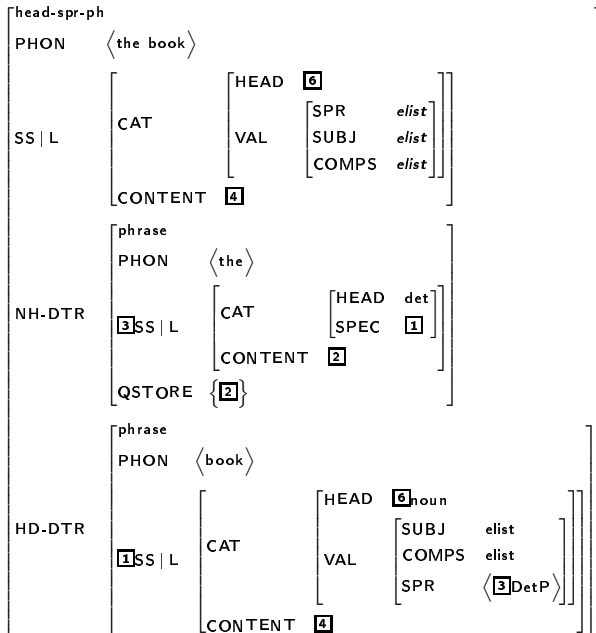 head-spr-ph
PHON ⟨the book⟩
HEAD 6
SPR elist
CAT
SS | L VAL SUBJ elist
COMPS elist
CONTENT 4
phrase
PHON ⟨the⟩
HEAD det
CAT
NH-DTR 3 SS | L SPEC 1
CONTENT 2
QSTORE {2}
phrase
PHON ⟨book⟩
HEAD 6 noun
HD-DTR SUBJ elist
CAT
1 SS | L VAL COMPS elist
SPR ⟨3 DetP⟩
CONTENT 4